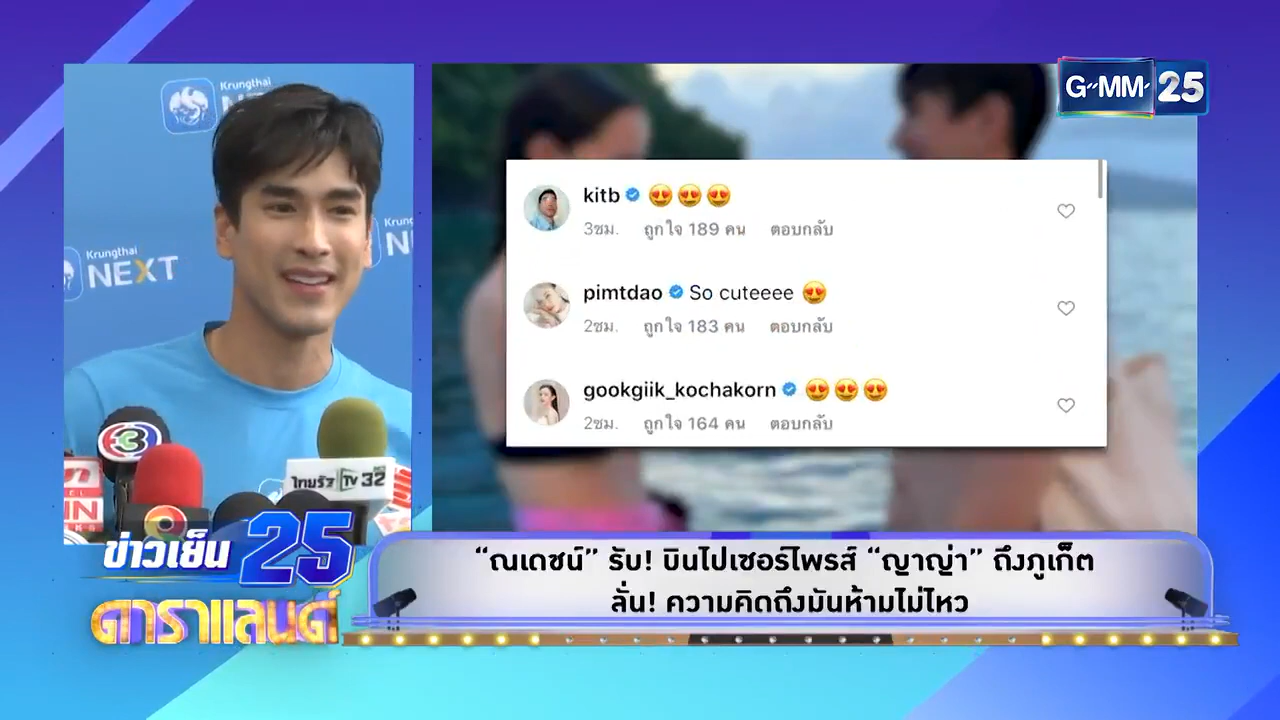 GMM 25
Krungthai
Krungthai
NEXT
kitb 😍😍😍
3ชม. ถูกใจ 189 คน ตอบกลับ
pimtdao So cuteeee 😍
2ชม. ถูกใจ 183 คน ตอบกลับ
gookgiik_kochakorn 😍😍😍
2ชม. ถูกใจ 164 คน ตอบกลับ
3
ไทยรัฐ TV 32
ข่าวเย็น 25
ดาราแลนด์
“ณเดชน์” รับ! บินไปเซอร์ไพรส์ “ญาญ่า” ถึงภูเก็ต
ลั่น! ความคิดถึงมันห้ามไม่ไหว